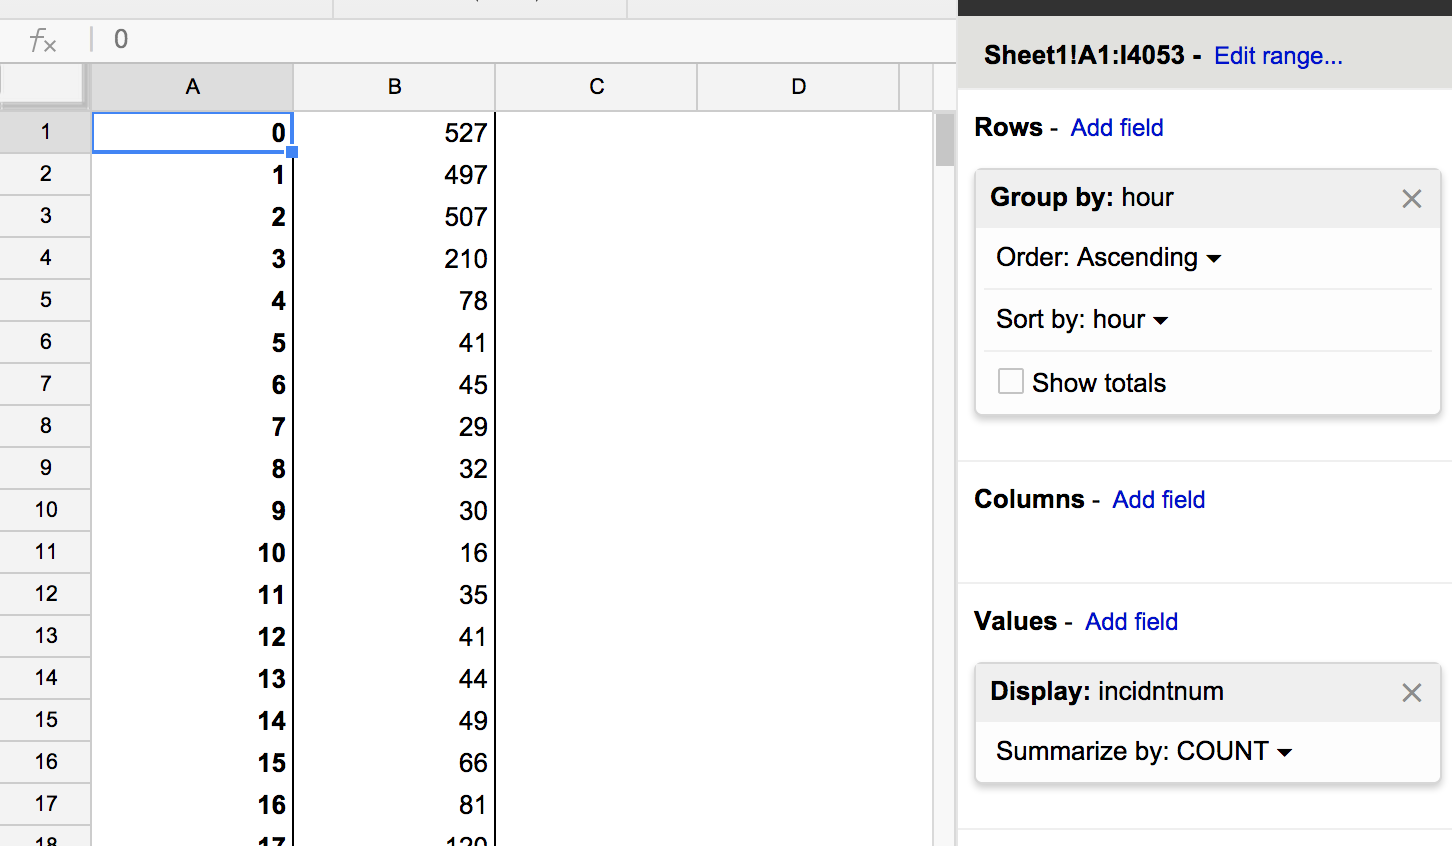 fx 0
A B C D
1 0 527
2 1 497
3 2 507
4 3 210
5 4 78
6 5 41
7 6 45
8 7 29
9 8 32
10 9 30
11 10 16
12 11 35
13 12 41
14 13 44
15 14 49
16 15 66
17 16 81
18 17 120
Sheet1!A1:I4053 - Edit range...
Rows - Add field
Group by: hour
Order: Ascending
Sort by: hour
Show totals
Columns - Add field
Values - Add field
Display: incidntnum
Summarize by: COUNT